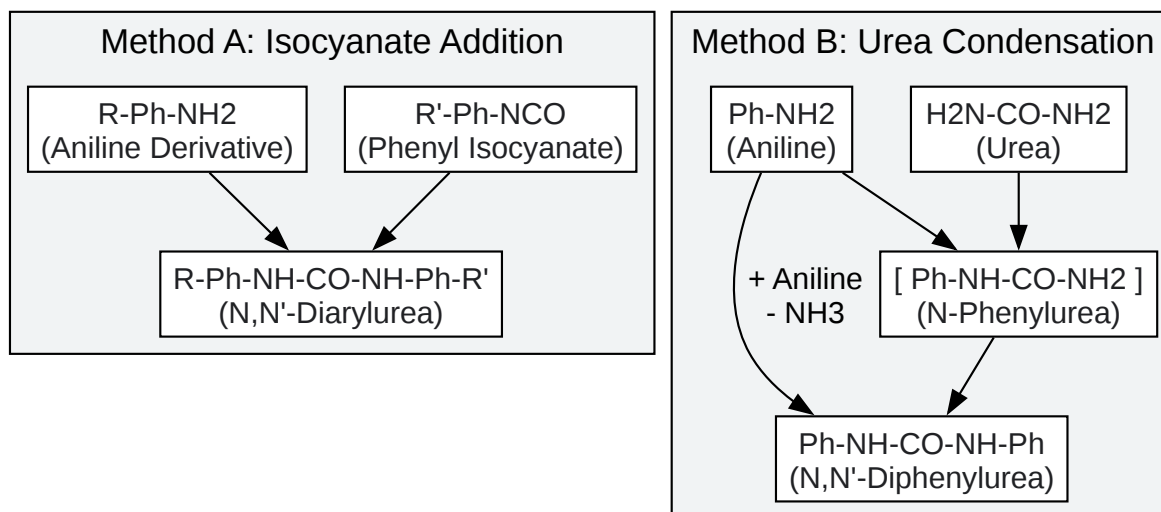 Method A: Isocyanate Addition
R-Ph-NH2
(Aniline Derivative)
R'-Ph-NCO
(Phenyl Isocyanate)
R-Ph-NH-CO-NH-Ph-R'
(N,N'-Diarylurea)
Method B: Urea Condensation
Ph-NH2
(Aniline)
H2N-CO-NH2
(Urea)
+ Aniline
- NH3
[ Ph-NH-CO-NH2 ]
(N-Phenylurea)
Ph-NH-CO-NH-Ph
(N,N'-Diphenylurea)